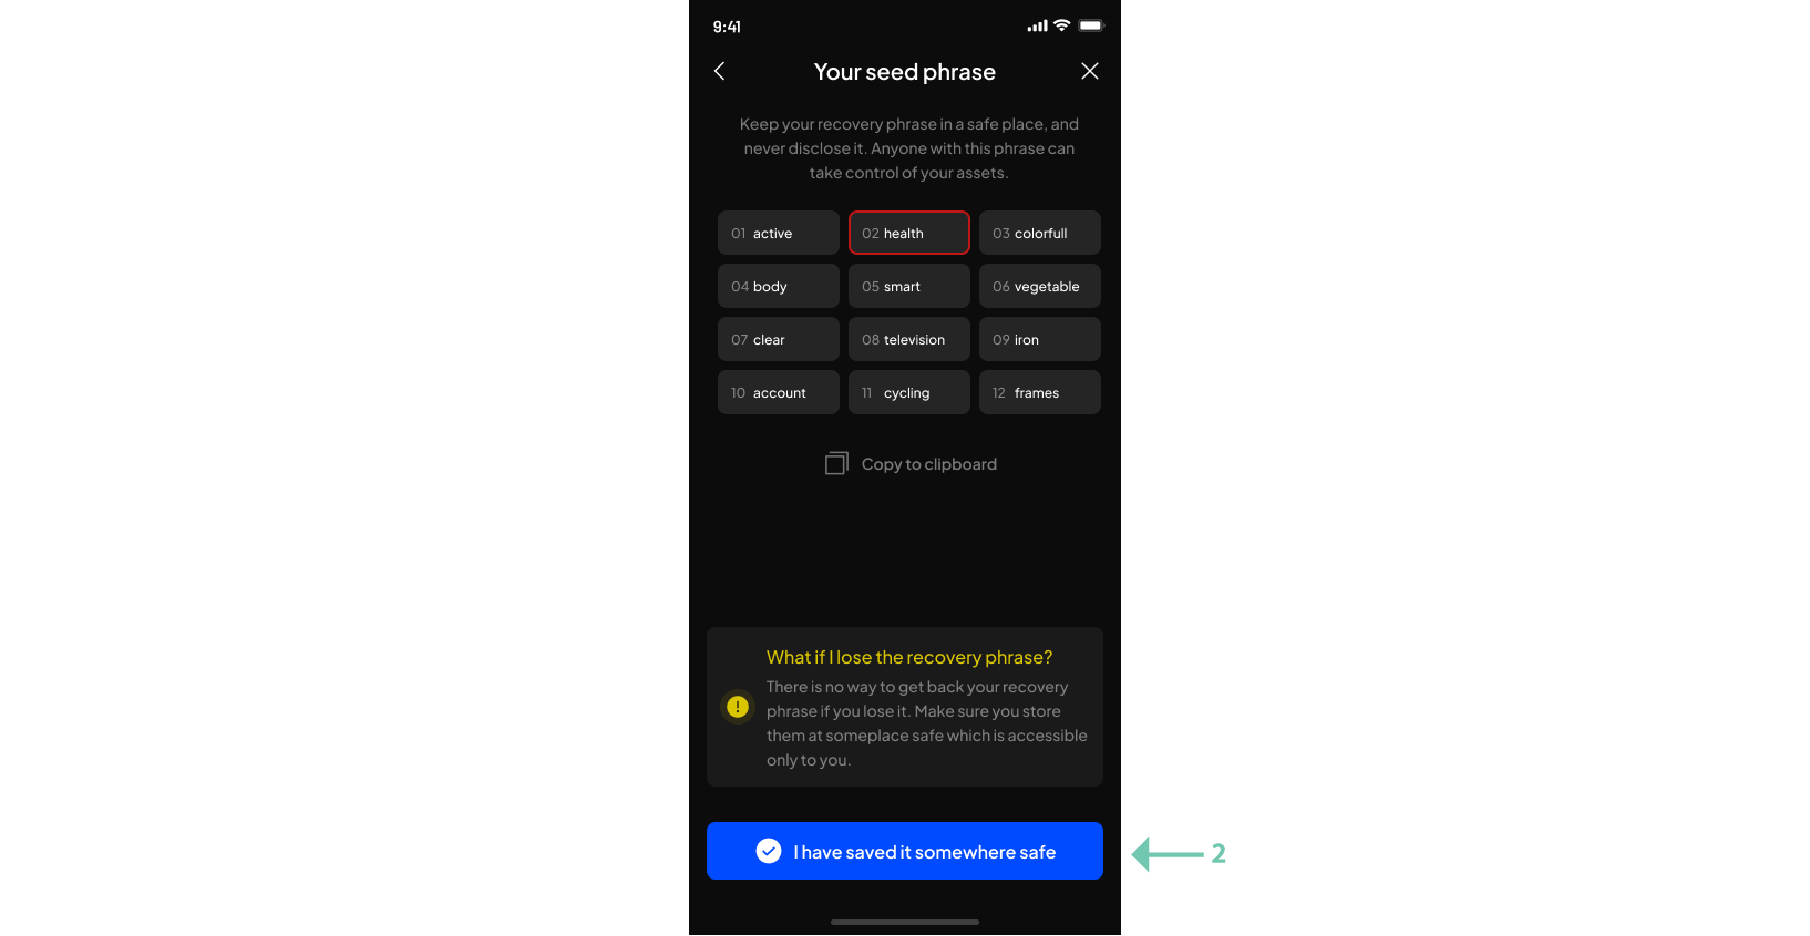 9:41
Your seed phrase
Keep your recovery phrase in a safe place, and
never disclose it. Anyone with this phrase can
take control of your assets.
01 active 02 health 03 colorfull
04 body 05 smart 06 vegetable
07 clear 08 television 09 iron
10 account 11 cycling 12 frames
Copy to clipboard
What if I lose the recovery phrase?
There is no way to get back your recovery
phrase if you lose it. Make sure you store
them at someplace safe which is accessible
only to you.
I have saved it somewhere safe
2